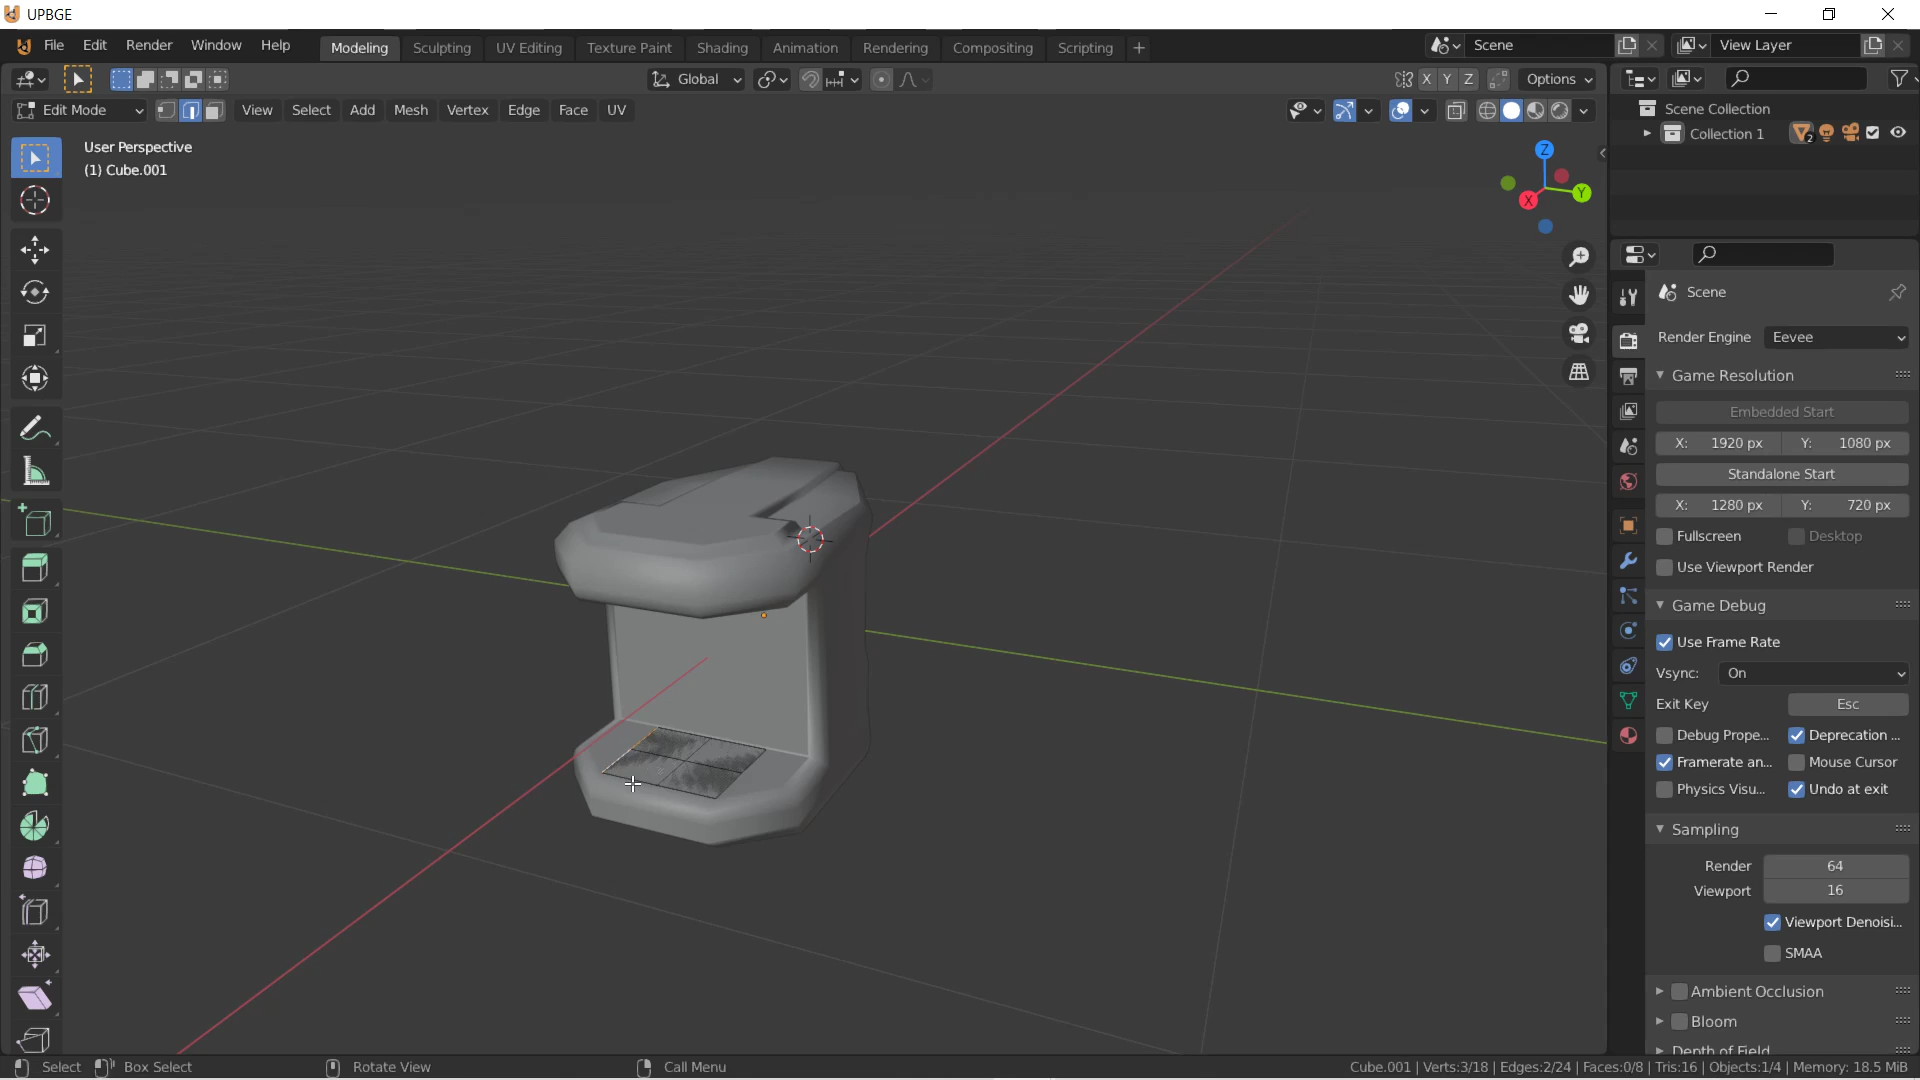 UPBGE
File Edit Render Window Help Modeling Sculpting UV Editing Texture Paint Shading Animation Rendering Compositing Scripting + Scene View Layer
Global X Y Z Options
Edit Mode View Select Add Mesh Vertex Edge Face UV
User Perspective
(1) Cube.001
Z
Y
X
Scene Collection
Collection 1 2
Scene
Render Engine Eevee
Game Resolution
Embedded Start
X: 1920 px Y: 1080 px
Standalone Start
X: 1280 px Y: 720 px
Fullscreen Desktop
Use Viewport Render
Game Debug
Use Frame Rate
Vsync: On
Exit Key Esc
Debug Prope... Deprecation ...
Framerate an... Mouse Cursor
Physics Visu... Undo at exit
Sampling
Render 64
Viewport 16
Viewport Denoisi...
SMAA
Ambient Occlusion
Bloom
Depth of Field
Select Box Select Rotate View Call Menu Cube.001 | Verts:3/18 | Edges:2/24 | Faces:0/8 | Tris:16 | Objects:1/4 | Memory: 18.5 MiB